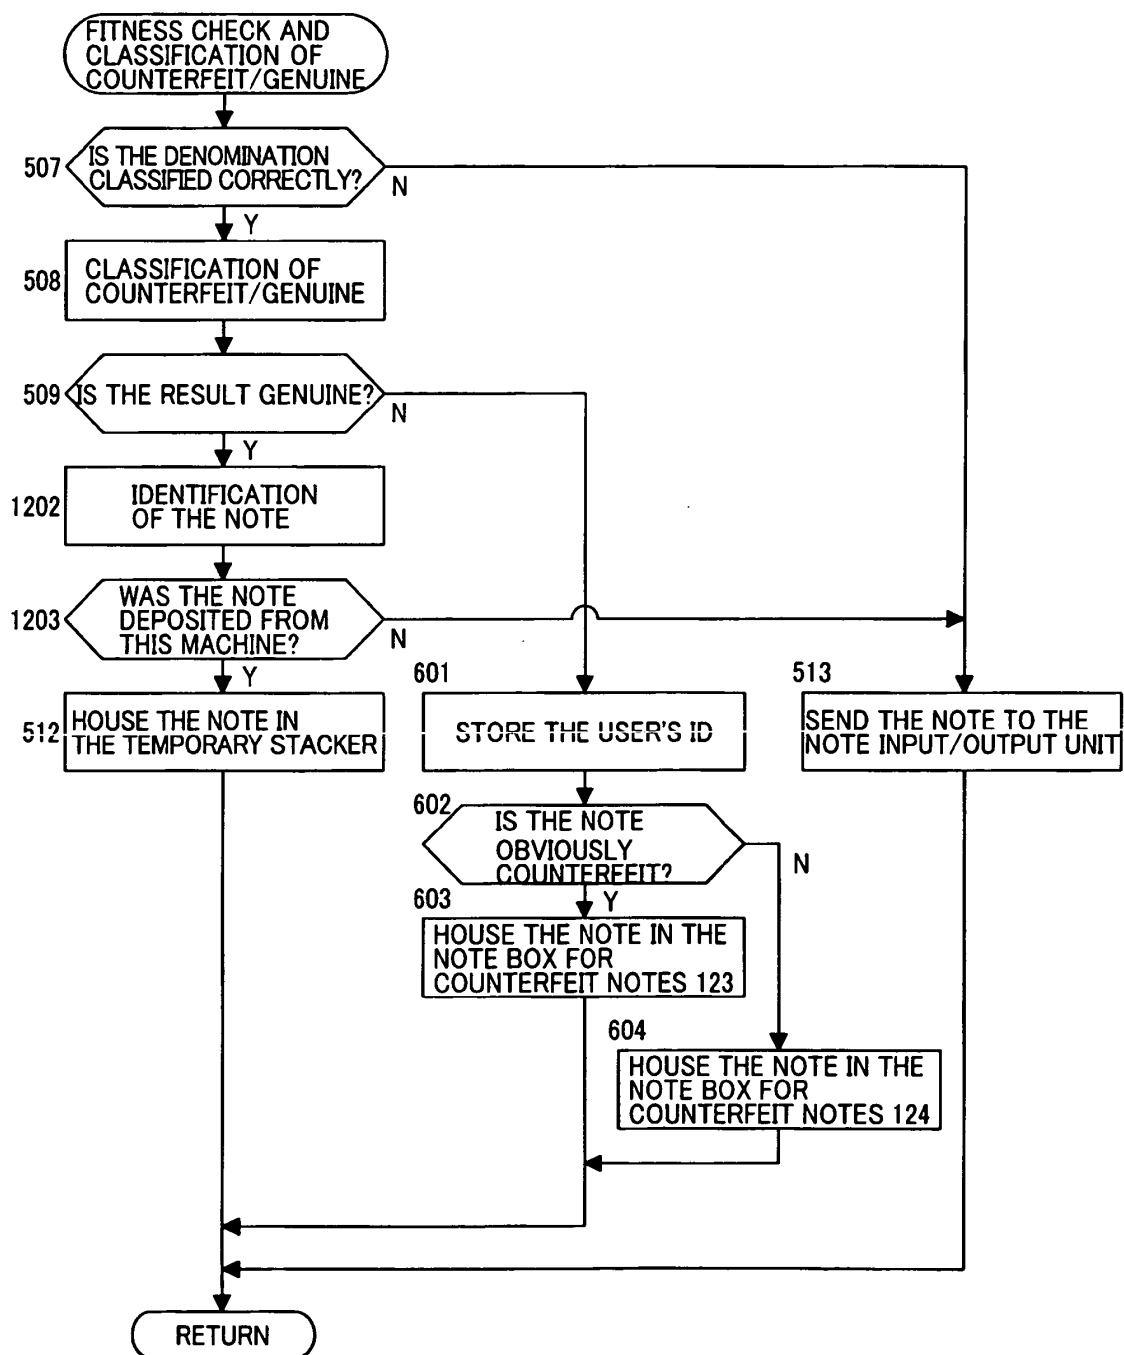 FITNESS CHECK AND
CLASSIFICATION OF
COUNTERFEIT/GENUINE
507
IS THE DENOMINATION
CLASSIFIED CORRECTLY?
N
Y
508
CLASSIFICATION OF
COUNTERFEIT/GENUINE
509
IS THE RESULT GENUINE?
N
Y
1202
IDENTIFICATION
OF THE NOTE
1203
WAS THE NOTE
DEPOSITED FROM
THIS MACHINE?
N
Y
512
HOUSE THE NOTE IN
THE TEMPORARY STACKER
601
STORE THE USER'S ID
513
SEND THE NOTE TO THE
NOTE INPUT/OUTPUT UNIT
602
IS THE NOTE
OBVIOUSLY
COUNTERFEIT?
N
Y
603
HOUSE THE NOTE IN THE
NOTE BOX FOR
COUNTERFEIT NOTES 123
604
HOUSE THE NOTE IN THE
NOTE BOX FOR
COUNTERFEIT NOTES 124
RETURN